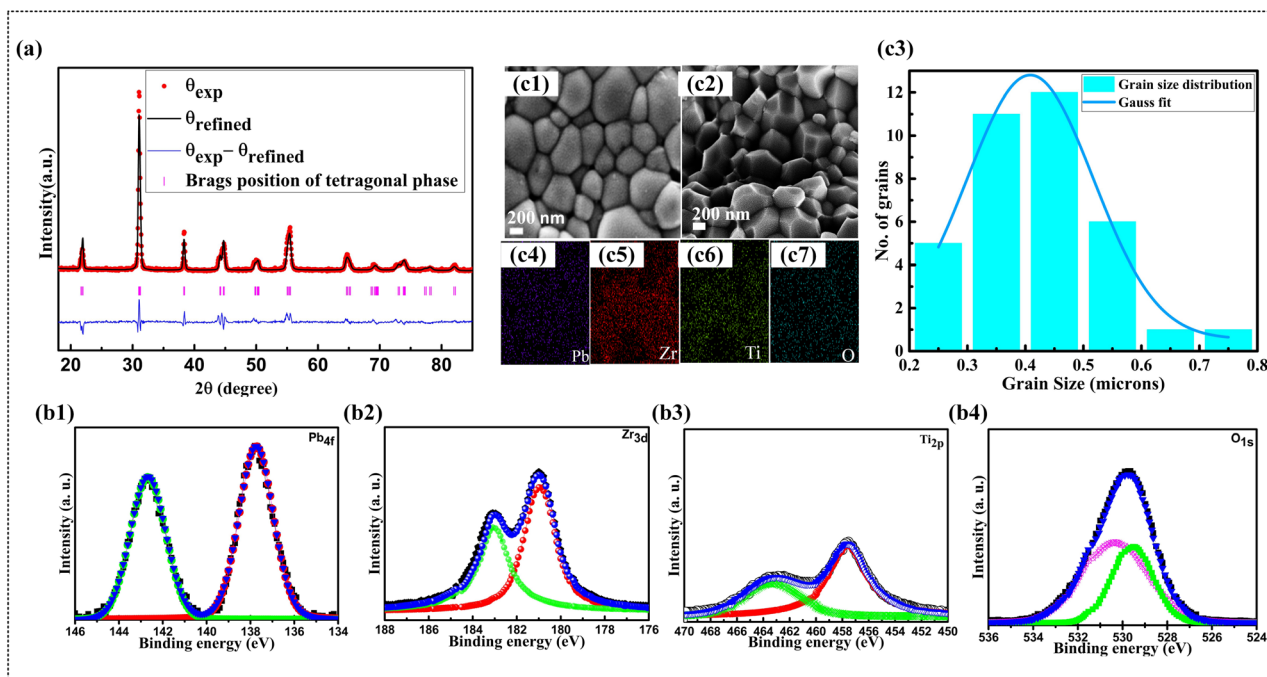 (a)
θexp
θrefined
θexp− θrefined
Brags position of tetragonal phase
Intensity(a.u.)
20 30 40 50 60 70 80
2θ (degree)
(c1)
200 nm
(c2)
200 nm
(c4)
Pb
(c5)
Zr
(c6)
Ti
(c7)
O
(c3)
Grain size distribution
Gauss fit
No. of grains
12
10
8
6
4
2
0
0.2 0.3 0.4 0.5 0.6 0.7 0.8
Grain Size (microns)
(b1)
Pb4f
Intensity (a. u.)
146 144 142 140 138 136 134
Binding energy (eV)
(b2)
Zr3d
Intensity (a. u.)
188 186 184 182 180 178 176
Binding energy (eV)
(b3)
Ti2p
Intensity (a. u.)
470 468 466 464 462 460 458 456 454 452 450
Binding energy (eV)
(b4)
O1s
Intensity (a. u.)
536 534 532 530 528 526 524
Binding energy (eV)